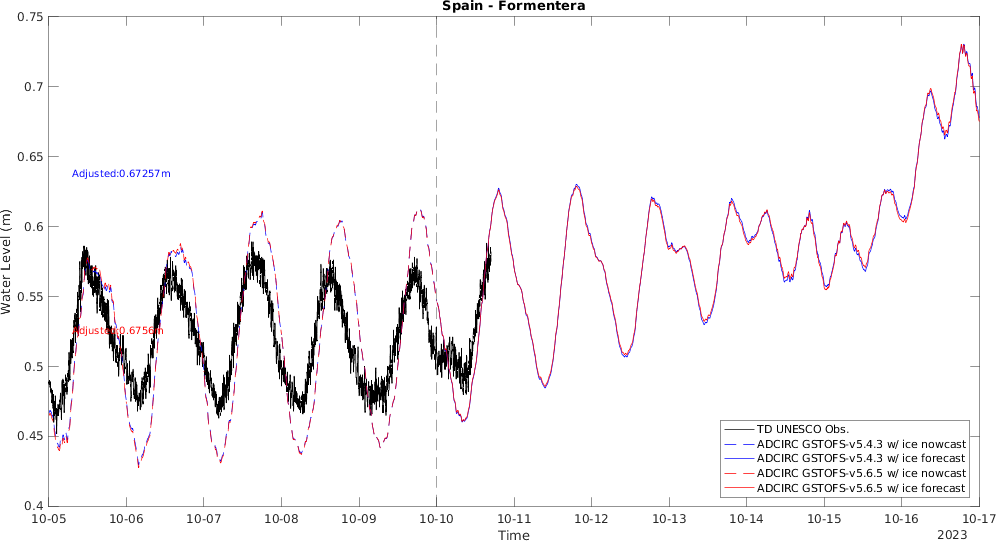 Spain - Formentera
0.75
0.7
0.65
0.6
0.55
0.5
0.45
0.4
Water Level (m)
Adjusted:0.67257m
Adjusted:0.6756m
TD UNESCO Obs.
ADCIRC GSTOFS-v5.4.3 w/ ice nowcast
ADCIRC GSTOFS-v5.4.3 w/ ice forecast
ADCIRC GSTOFS-v5.6.5 w/ ice nowcast
ADCIRC GSTOFS-v5.6.5 w/ ice forecast
10-05 10-06 10-07 10-08 10-09 10-10 10-11 10-12 10-13 10-14 10-15 10-16 10-17
Time
2023